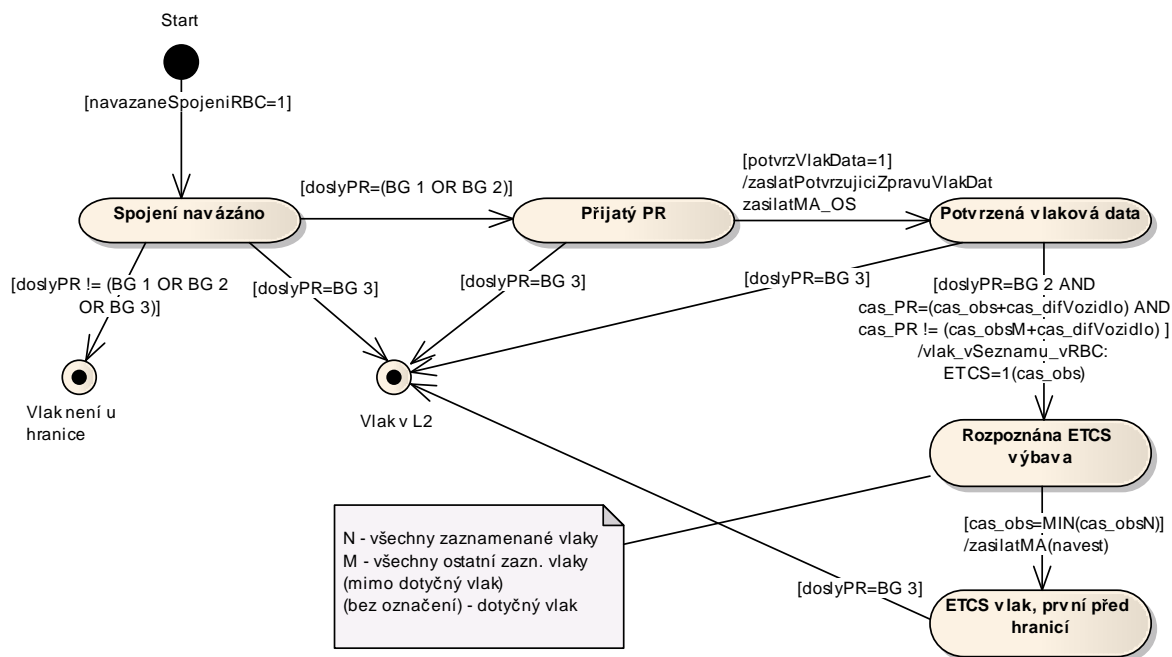 Start
[navazaneSpojeniRBC=1]
Spojení navázáno
[doslyPR=(BG 1 OR BG 2)]
Přijatý PR
[potvrzVlakData=1]
/zaslatPotvrzujiciZpravuVlakDat
zasilatMA_OS
Potvrzená vlaková data
[doslyPR != (BG 1 OR BG 2
OR BG 3)]
[doslyPR=BG 3]
[doslyPR=BG 3]
[doslyPR=BG 3]
[doslyPR=BG 2 AND
cas_PR=(cas_obs+cas_difVozidlo) AND
cas_PR != (cas_obsM+cas_difVozidlo) ]
/vlak_vSeznamu_vRBC:
ETCS=1(cas_obs)
Vlak není u
hranice
Vlak v L2
Rozpoznána ETCS
výbava
N - všechny zaznamenané vlaky
M - všechny ostatní zazn. vlaky
(mimo dotyčný vlak)
(bez označení) - dotyčný vlak
[cas_obs=MIN(cas_obsN)]
/zasilatMA(navest)
[doslyPR=BG 3]
ETCS vlak, první před
hranicí